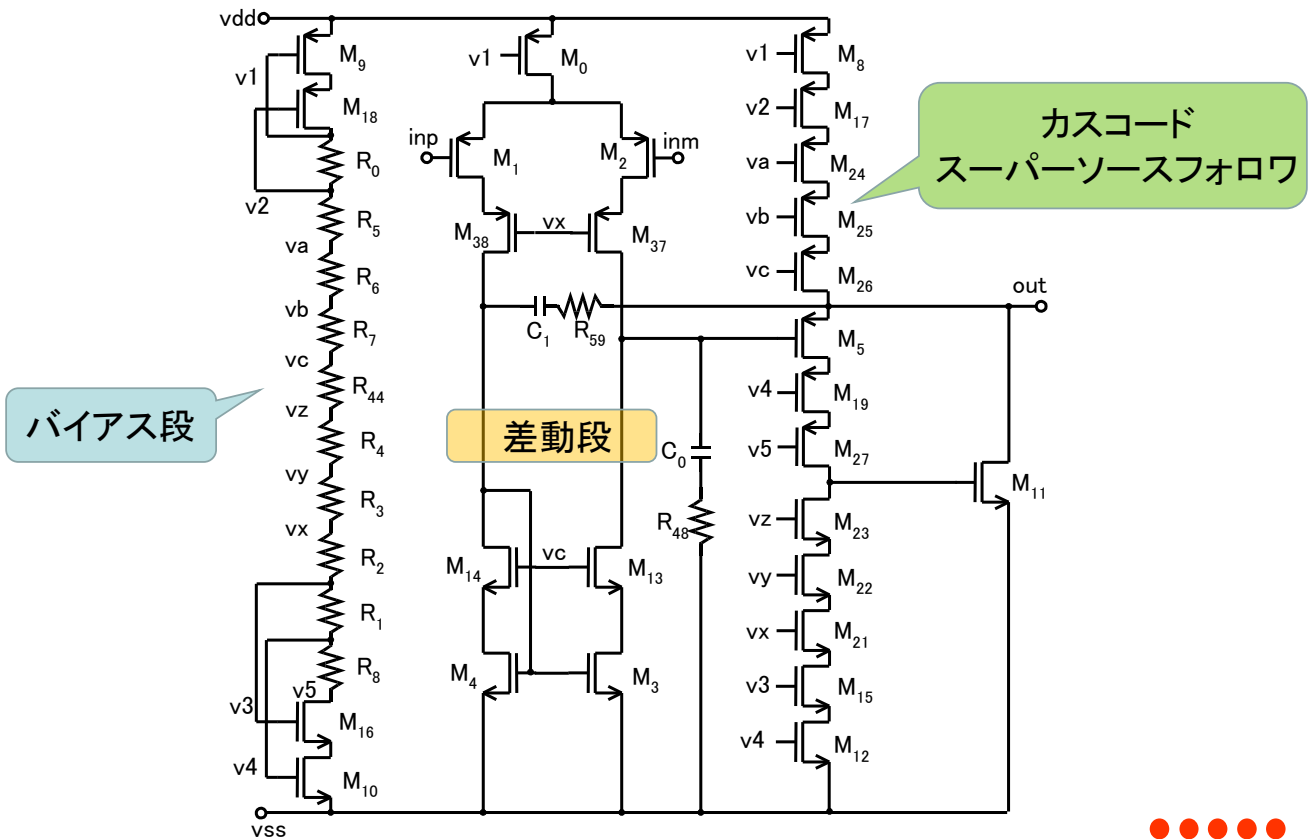 vdd
M9
v1
M18
R0
v2
R5
va
R6
vb
R7
vc
R44
vz
R4
vy
R3
vx
R2
R1
R8
v5
v3
M16
v4
M10
vss
バイアス段
v1
M0
inp
M1
M2
inm
M38
vx
M37
C1
R59
差動段
C0
R48
M14
vc
M13
M4
M3
v1
M8
v2
M17
va
M24
vb
M25
vc
M26
out
M5
v4
M19
v5
M27
M11
vz
M23
vy
M22
vx
M21
v3
M15
v4
M12
カスコード
スーパーソースフォロワ